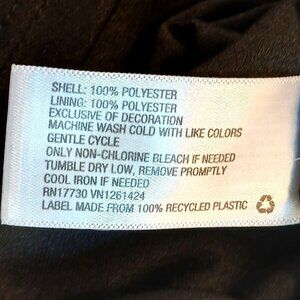 SHELL: 100% POLYESTER
LINING: 100% POLYESTER
EXCLUSIVE OF DECORATION
MACHINE WASH COLD WITH LIKE COLORS
GENTLE CYCLE
ONLY NON-CHLORINE BLEACH IF NEEDED
TUMBLE DRY LOW, REMOVE PROMPTLY
COOL IRON IF NEEDED
RN17730 VN1261424
LABEL MADE FROM 100% RECYCLED PLASTIC